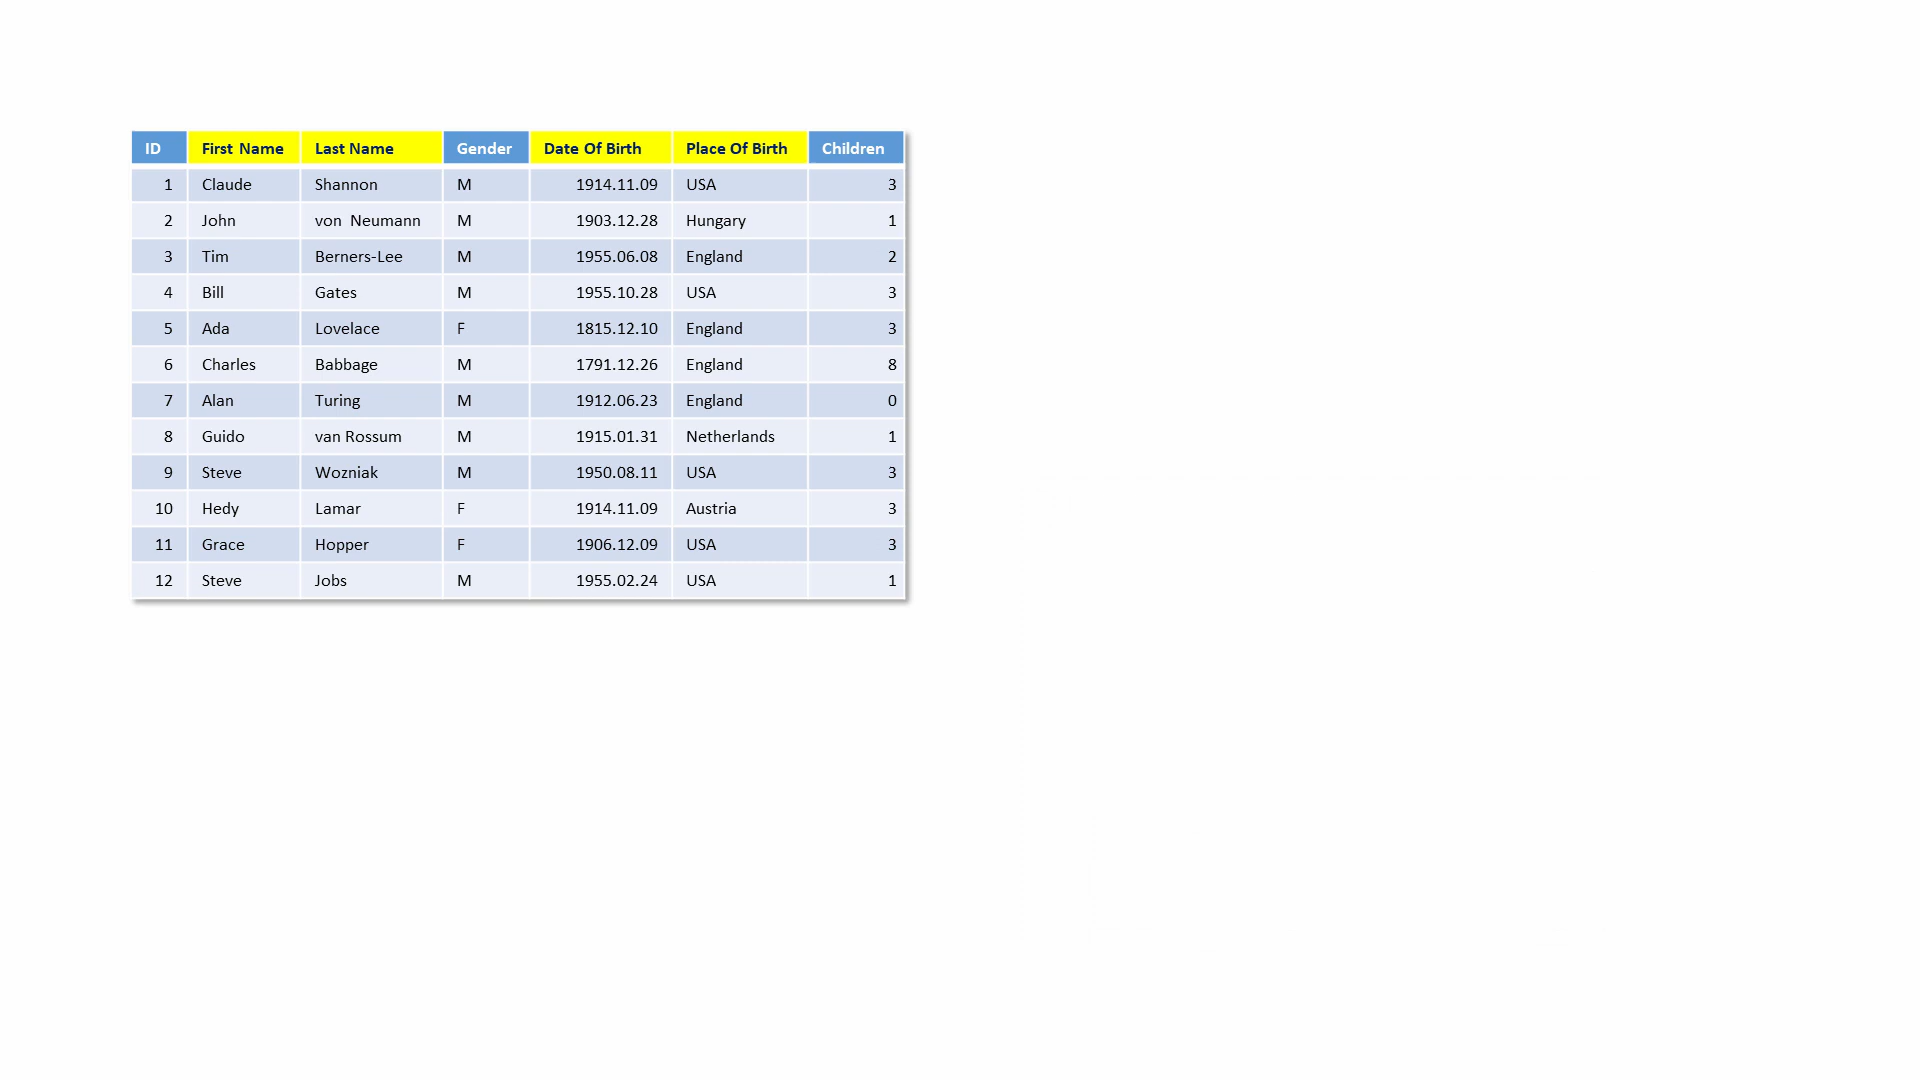 ID First Name Last Name Gender Date Of Birth Place Of Birth Children
1 Claude Shannon M 1914.11.09 USA 3
2 John von Neumann M 1903.12.28 Hungary 1
3 Tim Berners-Lee M 1955.06.08 England 2
4 Bill Gates M 1955.10.28 USA 3
5 Ada Lovelace F 1815.12.10 England 3
6 Charles Babbage M 1791.12.26 England 8
7 Alan Turing M 1912.06.23 England 0
8 Guido van Rossum M 1915.01.31 Netherlands 1
9 Steve Wozniak M 1950.08.11 USA 3
10 Hedy Lamar F 1914.11.09 Austria 3
11 Grace Hopper F 1906.12.09 USA 3
12 Steve Jobs M 1955.02.24 USA 1